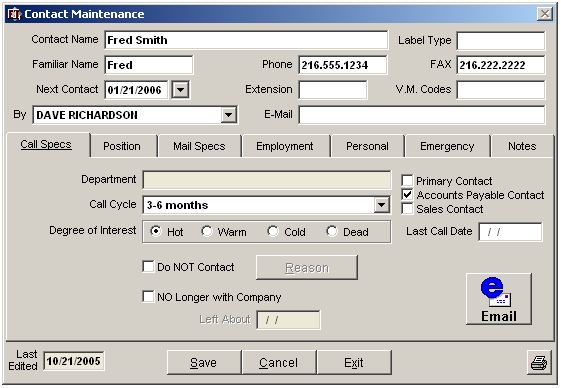 Contact Maintenance
Contact Name Fred Smith Label Type
Familiar Name Fred Phone 216.555.1234 FAX 216.222.2222
Next Contact 01/21/2006 Extension V.M. Codes
By DAVE RICHARDSON E-Mail
Call Specs Position Mail Specs Employment Personal Emergency Notes
Department Primary Contact
Accounts Payable Contact
Call Cycle 3-6 months Sales Contact
Degree of Interest Hot Warm Cold Dead Last Call Date / /
Do NOT Contact Reason
NO Longer with Company
Left About / / Email
Last Edited 10/21/2005 Save Cancel Exit